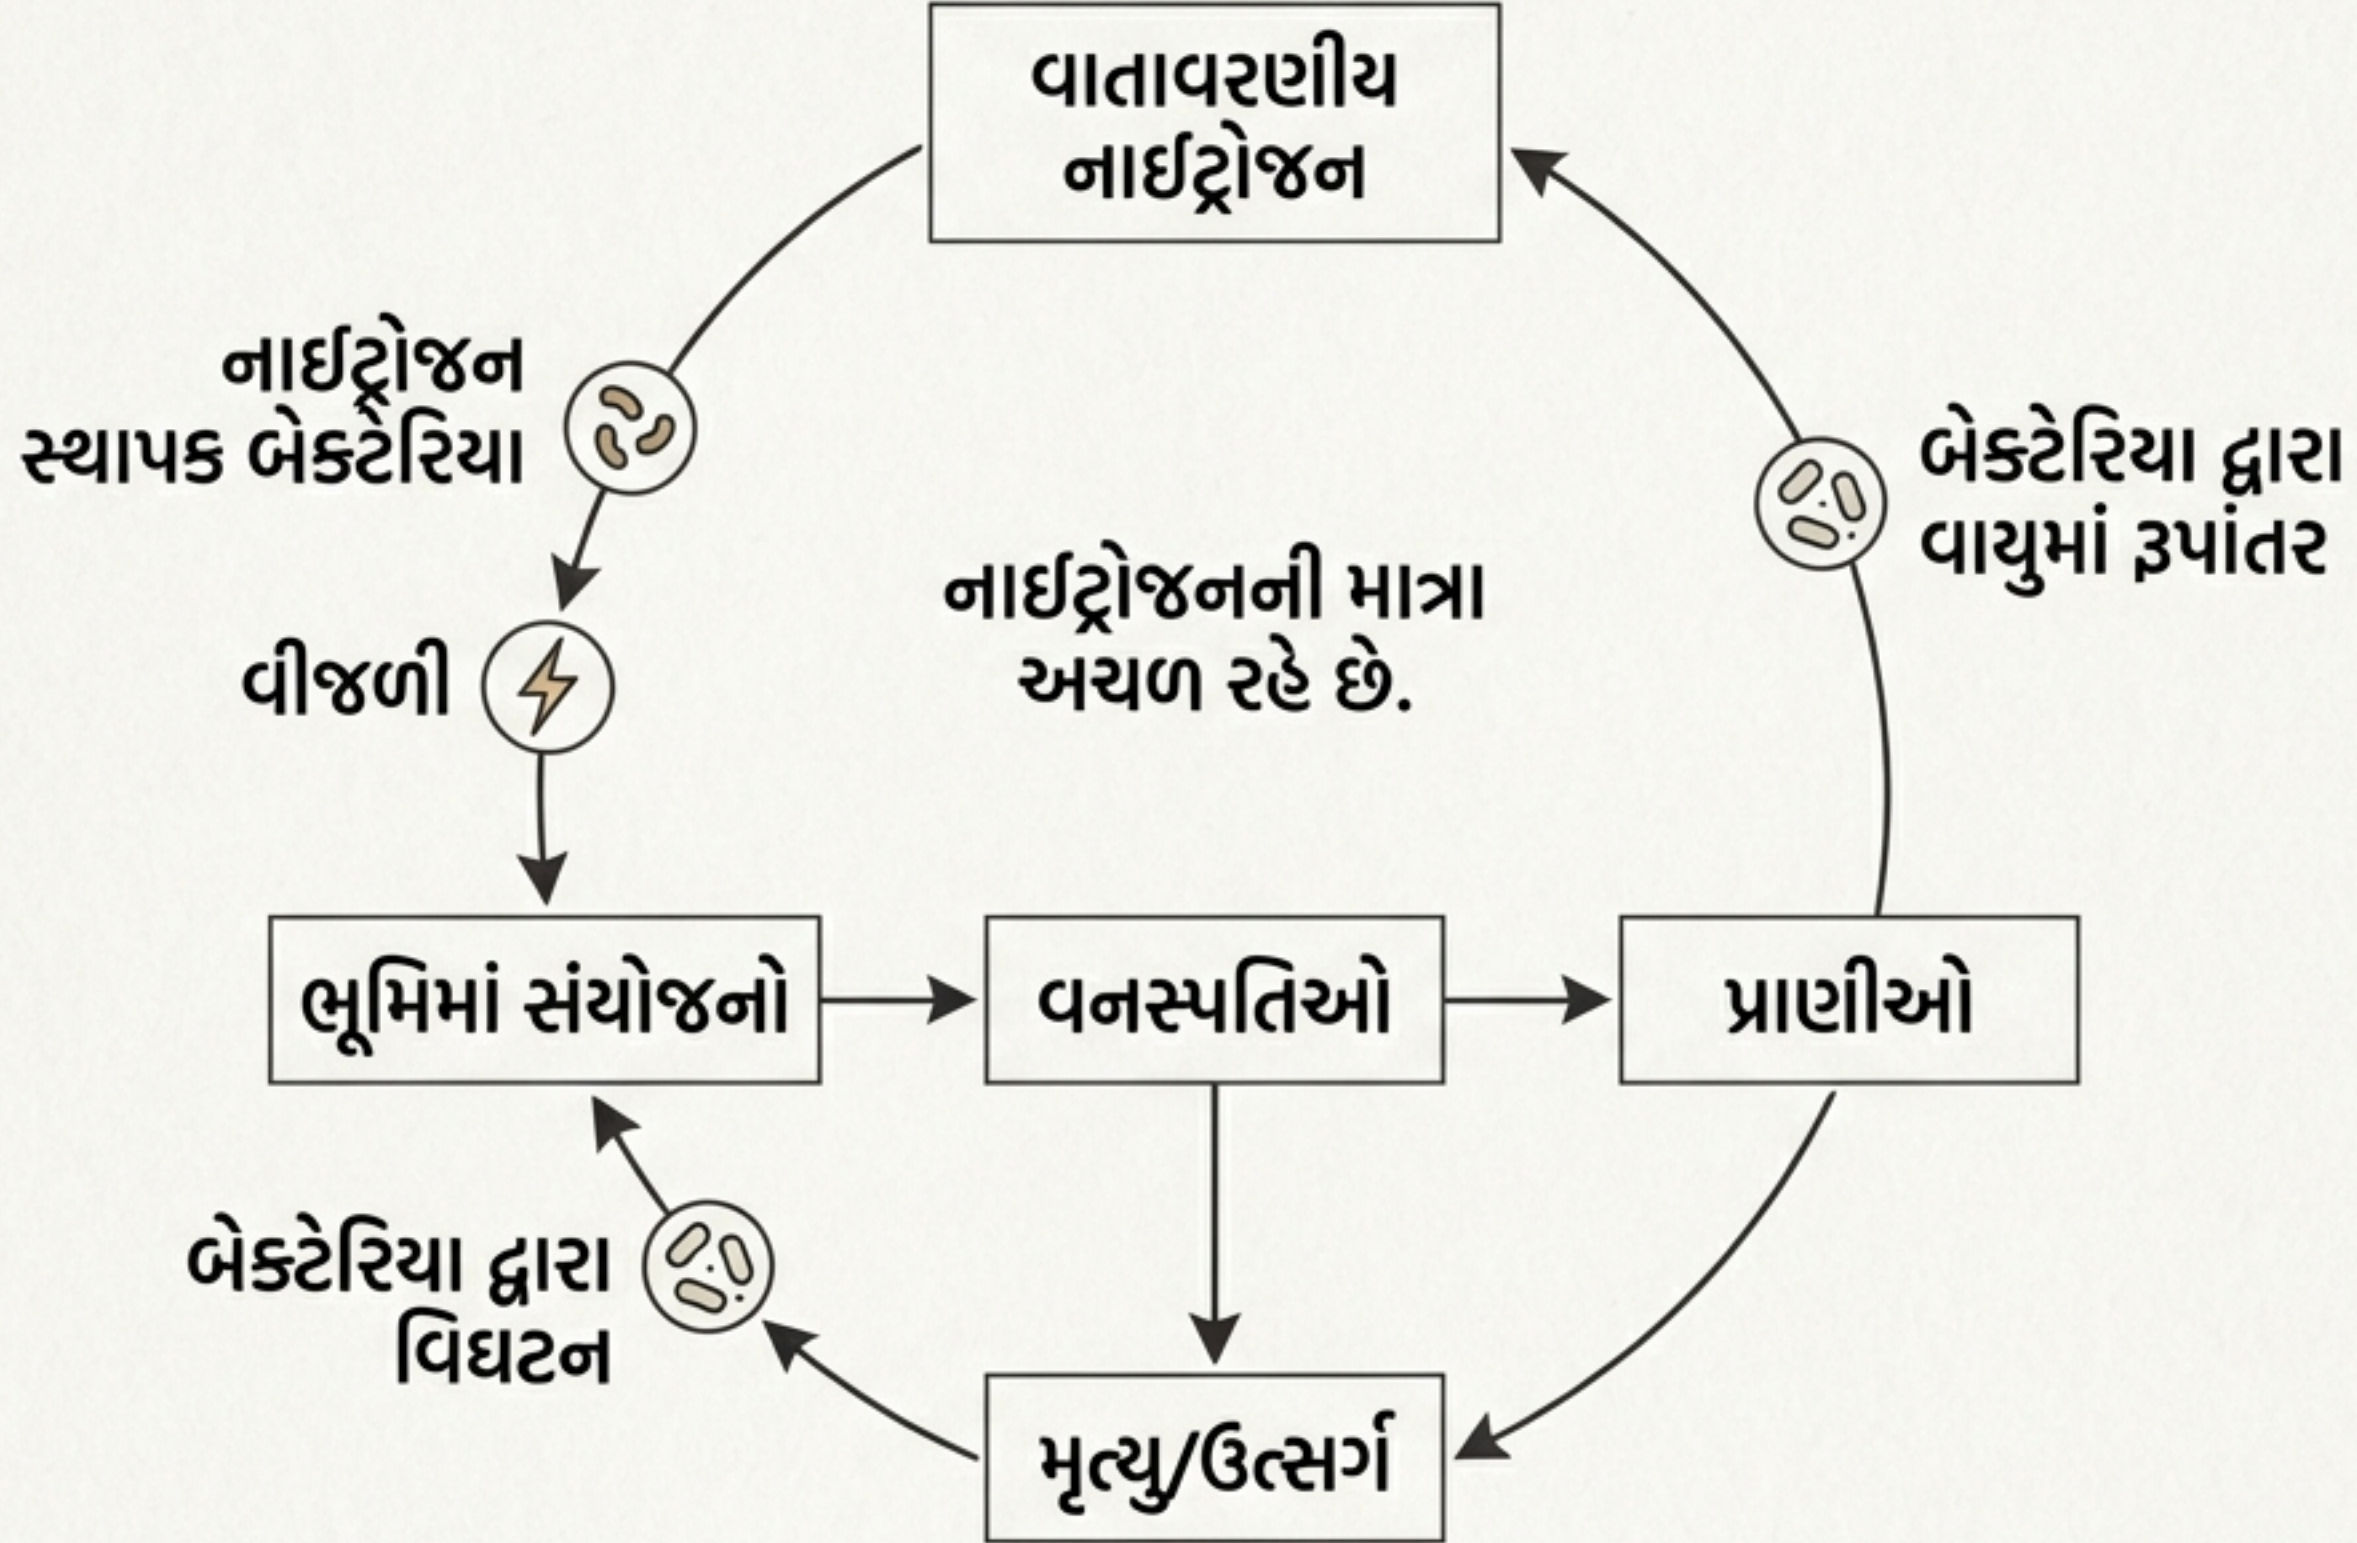 વાતાવરણીય
નાઈટ્રોજન
નાઈટ્રોજન
સ્થાપક બેક્ટેરિયા
બેક્ટેરિયા દ્વારા
વાયુમાં રૂપાંતર
નાઈટ્રોજનની માત્રા
અચળ રહે છે.
વીજળી
ભૂમિમાં સંયોજનો
વનસ્પતિઓ
પ્રાણીઓ
બેક્ટેરિયા દ્વારા
વિઘટન
મૃત્યુ/ઉત્સર્ગ